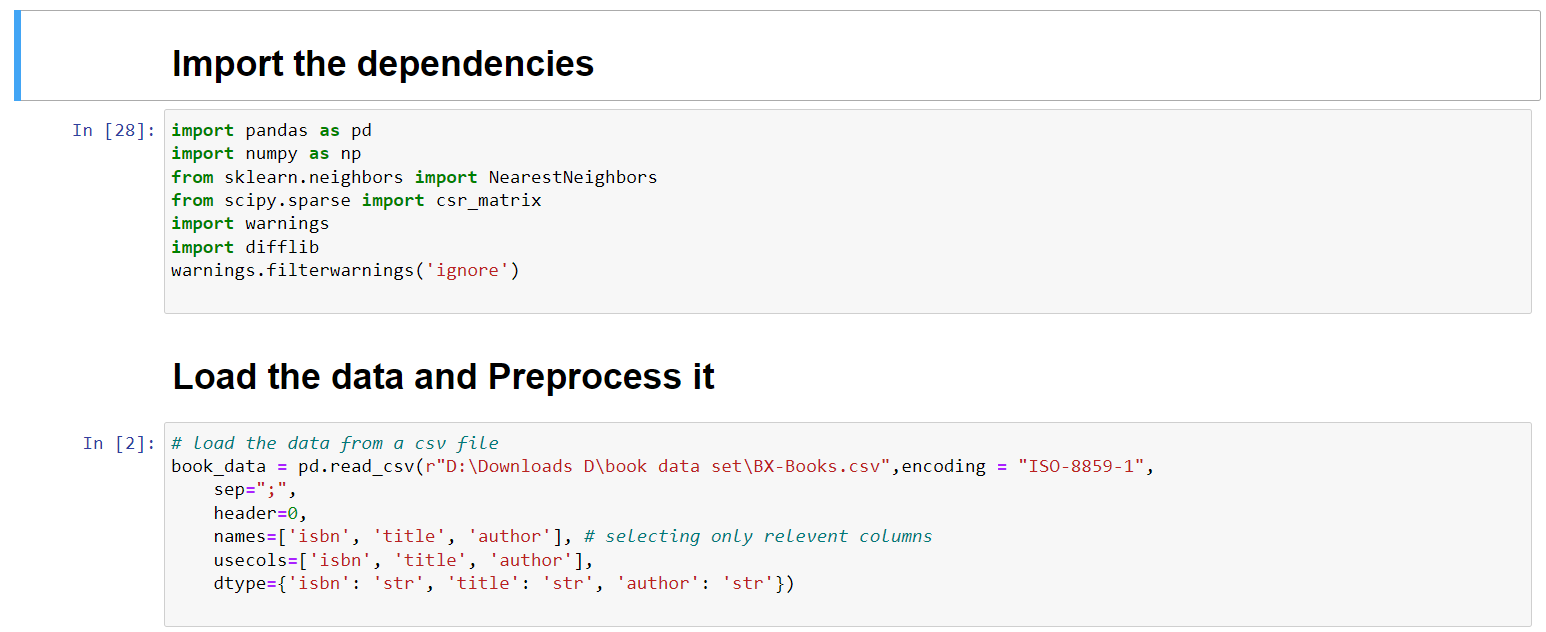 Import the dependencies
In [28]: import pandas as pd
import numpy as np
from sklearn.neighbors import NearestNeighbors
from scipy.sparse import csr_matrix
import warnings
import difflib
warnings.filterwarnings('ignore')
Load the data and Preprocess it
In [2]: # load the data from a csv file
book_data = pd.read_csv(r"D:\Downloads D\book data set\BX-Books.csv",encoding = "ISO-8859-1",
    sep=";",
    header=0,
    names=['isbn', 'title', 'author'], # selecting only relevent columns
    usecols=['isbn', 'title', 'author'],
    dtype={'isbn': 'str', 'title': 'str', 'author': 'str'})